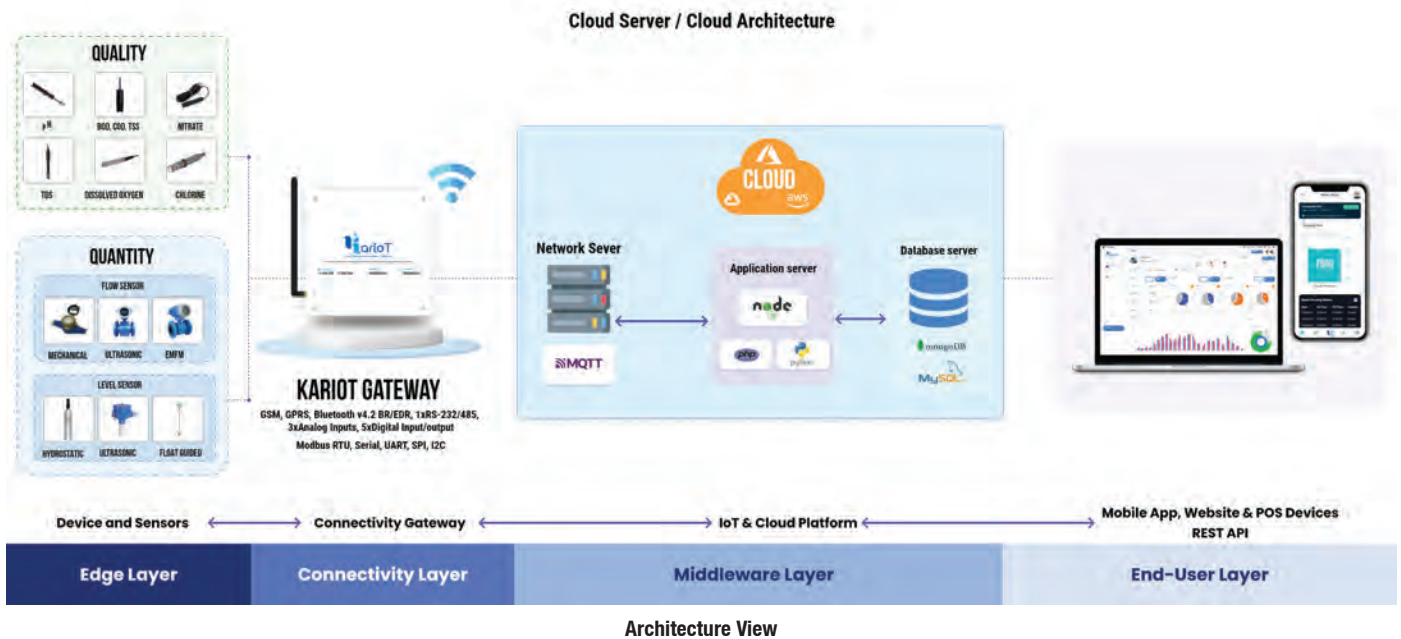 Cloud Server / Cloud Architecture
QUALITY
pH
BOD, COD, TSS
NITRATE
TDS
DISSOLVED OXYGEN
CHLORINE
QUANTITY
FLOW SENSOR
MECHANICAL
ULTRASONIC
EMFM
LEVEL SENSOR
HYDROSTATIC
ULTRASONIC
FLOAT GUIDED
KarIoT
KARIOT GATEWAY
GSM, GPRS, Bluetooth v4.2 BR/EDR, 1xRS-232/485,
3xAnalog Inputs, 5xDigital Input/output
Modbus RTU, Serial, UART, SPI, I2C
CLOUD
aws
Network Sever
MQTT
Application server
node
php
python
Database server
mongoDB
MySQL
Device and Sensors
Connectivity Gateway
IoT & Cloud Platform
Mobile App, Website & POS Devices
REST API
Edge Layer
Connectivity Layer
Middleware Layer
End-User Layer
Architecture View